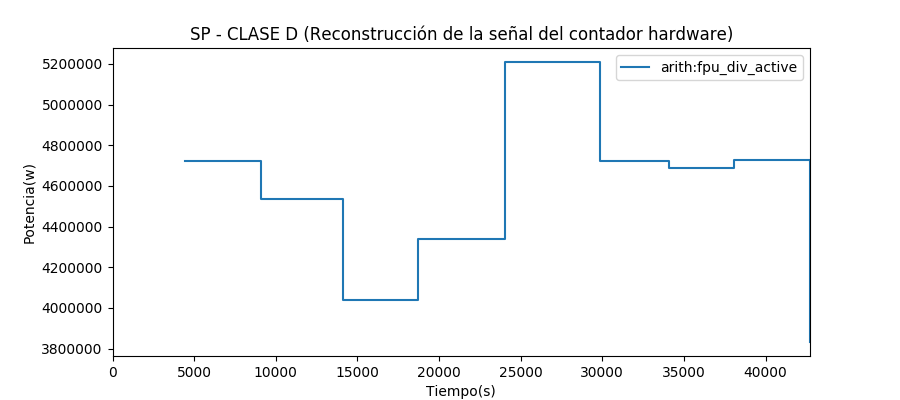 SP - CLASE D (Reconstrucción de la señal del contador hardware)
arith:fpu_div_active
Potencia(w)
5200000
5000000
4800000
4600000
4400000
4200000
4000000
3800000
0 5000 10000 15000 20000 25000 30000 35000 40000
Tiempo(s)